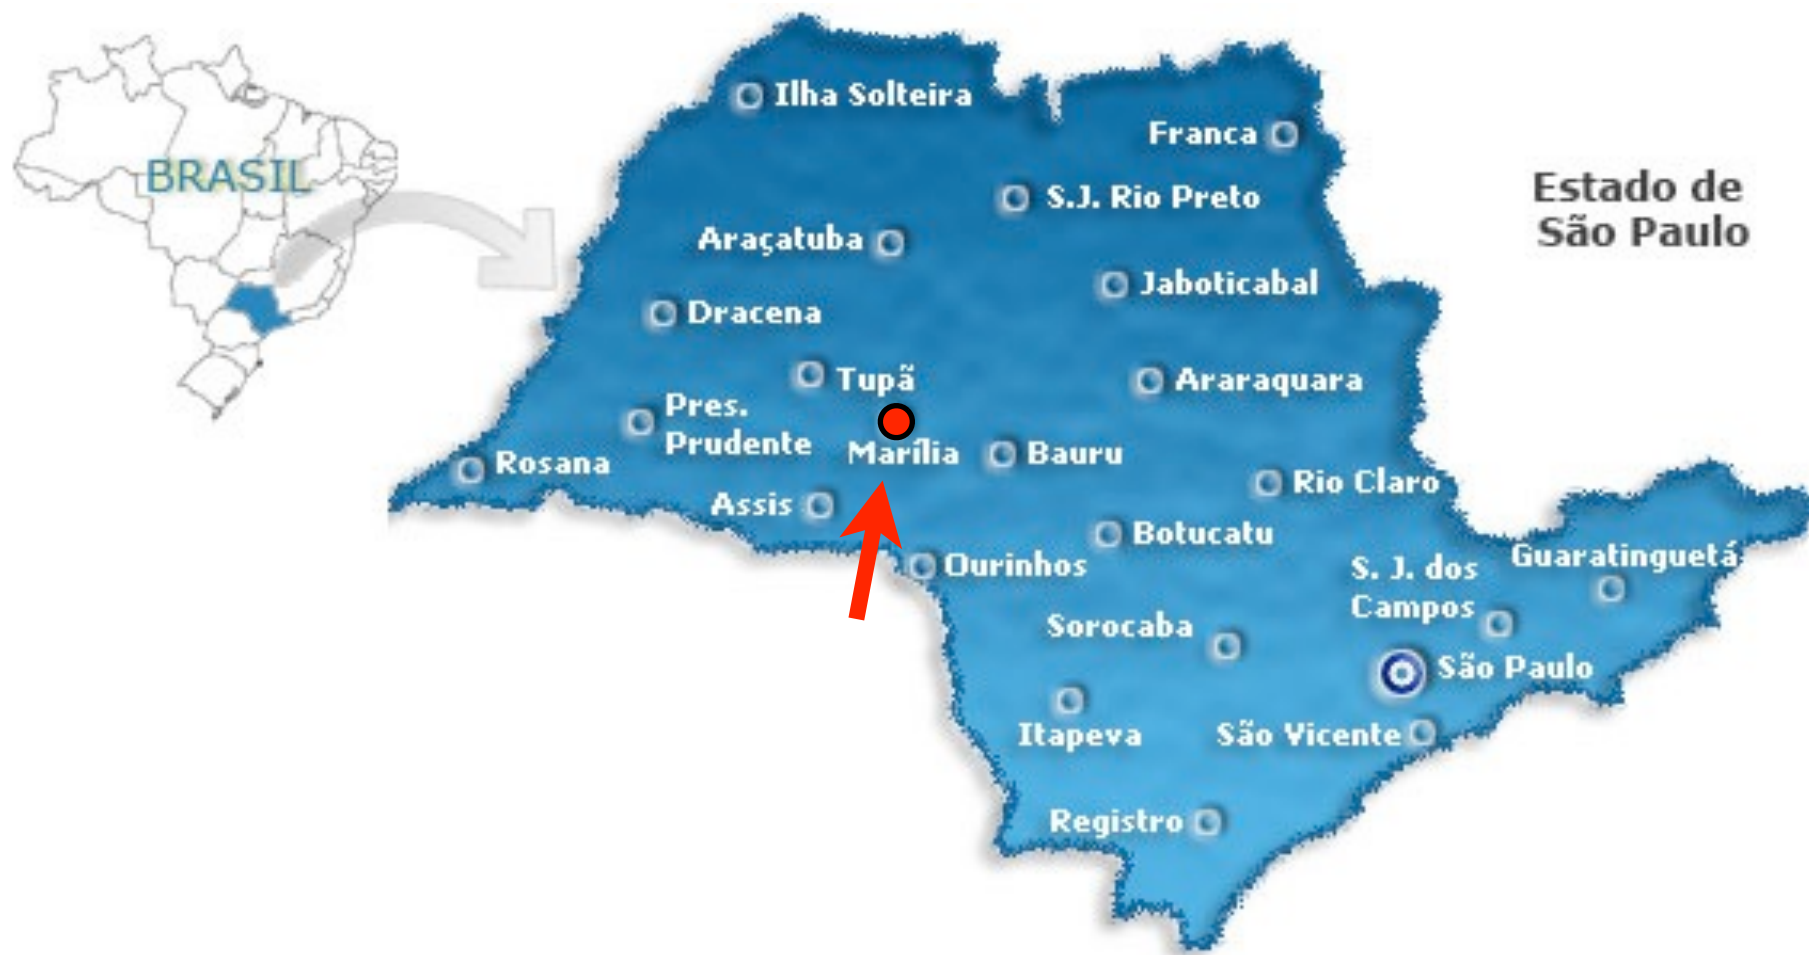 BRASIL
Ilha Solteira
Franca
Estado de
São Paulo
S.J. Rio Preto
Araçatuba
Jaboticabal
Dracena
Tupã
Araraquara
Pres.
Prudente
Marília
Bauru
Rosana
Rio Claro
Assis
Botucatu
Guaratinguetá
Ourinhos
S. J. dos
Campos
Sorocaba
São Paulo
Itapeva
São Vicente
Registro